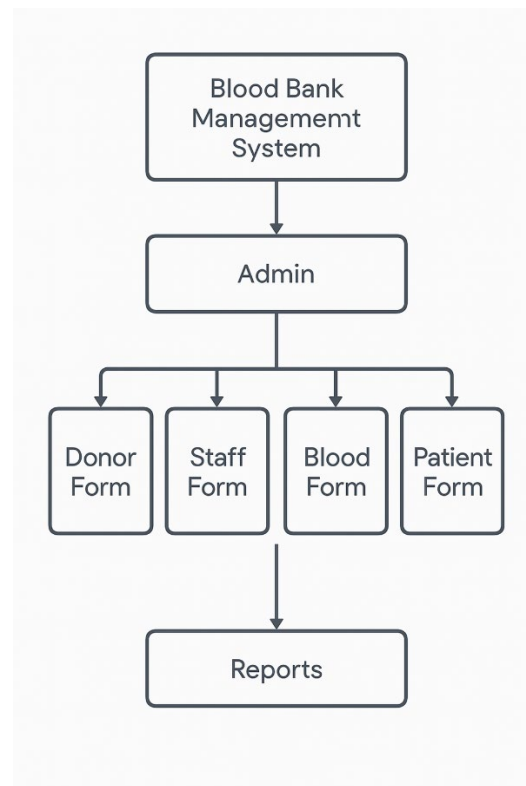 Blood Bank
Managememt
System
Admin
Donor
Form
Staff
Form
Blood
Form
Patient
Form
Reports